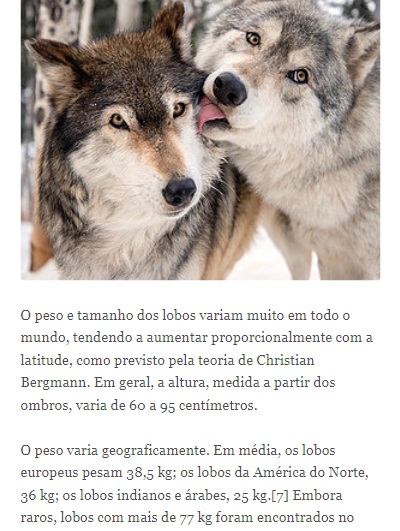 O peso e tamanho dos lobos variam muito em todo o
mundo, tendendo a aumentar proporcionalmente com a
latitude, como previsto pela teoria de Christian
Bergmann. Em geral, a altura, medida a partir dos
ombros, varia de 60 a 95 centímetros.
O peso varia geograficamente. Em média, os lobos
europeus pesam 38,5 kg; os lobos da América do Norte,
36 kg; os lobos indianos e árabes, 25 kg.[7] Embora
raros, lobos com mais de 77 kg foram encontrados no